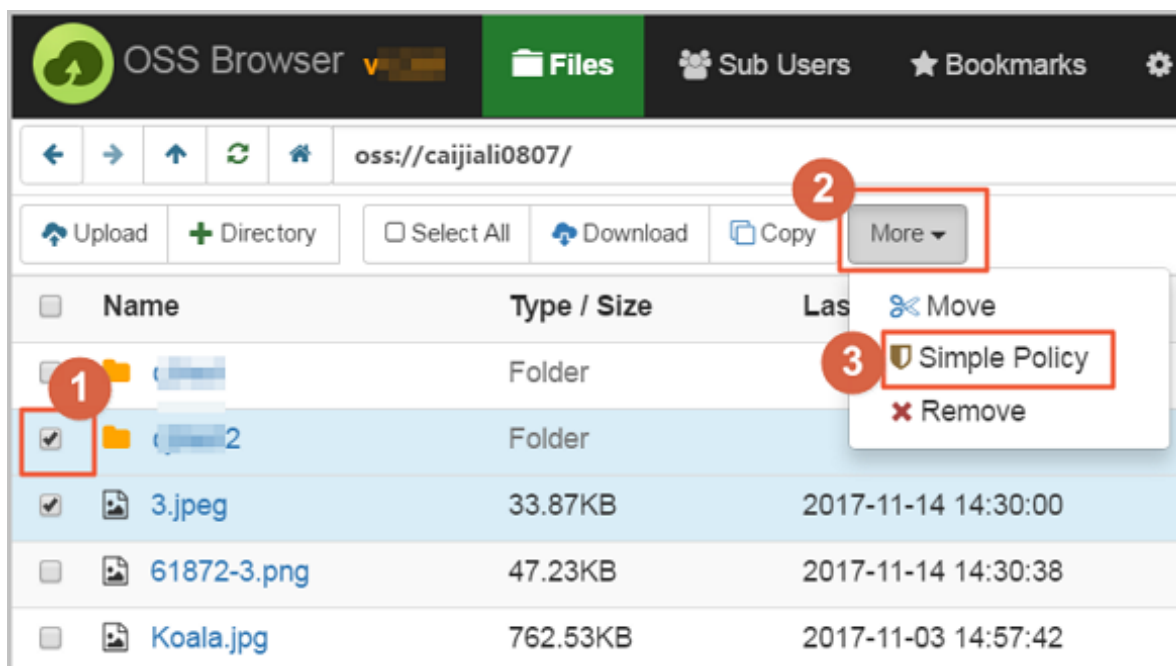 OSS Browser v Files Sub Users Bookmarks
oss://caijiali0807/
2
Upload Directory Select All Download Copy More
Name Type / Size Las
Move
3 Simple Policy
Remove
1
Folder
2 Folder
3.jpeg 33.87KB 2017-11-14 14:30:00
61872-3.png 47.23KB 2017-11-14 14:30:38
Koala.jpg 762.53KB 2017-11-03 14:57:42